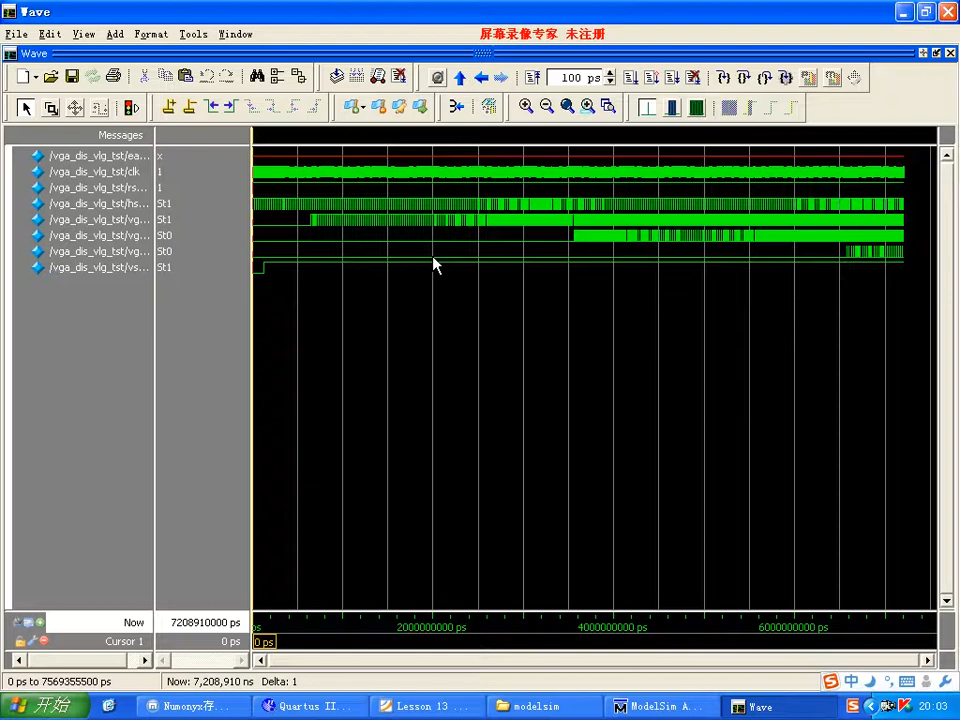 Wave
File Edit View Add Format Tools Window
屏幕录像专家 未注册
Wave
100 ps
Messages
/vga_dis_vlg_tst/ea... x
/vga_dis_vlg_tst/clk 1
/vga_dis_vlg_tst/rs... 1
/vga_dis_vlg_tst/hs... St1
/vga_dis_vlg_tst/vg... St1
/vga_dis_vlg_tst/vg... St0
/vga_dis_vlg_tst/vg... St0
/vga_dis_vlg_tst/vs... St1
Now 7208910000 ps
ps 2000000000 ps 4000000000 ps 6000000000 ps
Cursor 1 0 ps
0 ps
0 ps to 7569355500 ps Now: 7,208,910 ns Delta: 1
中
开始 Numonyx存... Quartus II... Lesson 13 ... modelsim ModelSim A... Wave 20:03